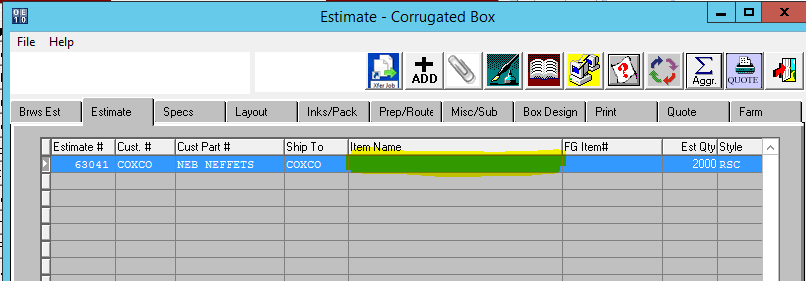 Estimate - Corrugated Box
File Help
Xfer Job ADD Aggr. QUOTE
Brws Est Estimate Specs Layout Inks/Pack Prep/Route Misc/Sub Box Design Print Quote Farm
Estimate # Cust. # Cust Part # Ship To Item Name FG Item# Est Qty Style
63041 COXCO NEB NEFFETS COXCO 2000 RSC